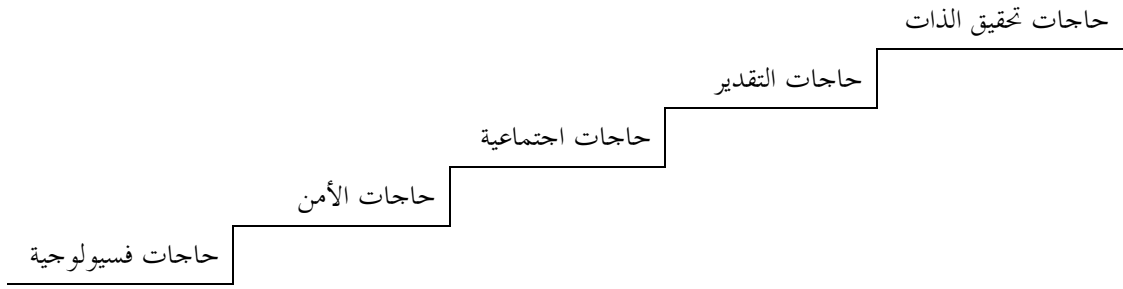 حاجات تحقيق الذات
حاجات التقدير
حاجات اجتماعية
حاجات الأمن
حاجات فسيولوجية